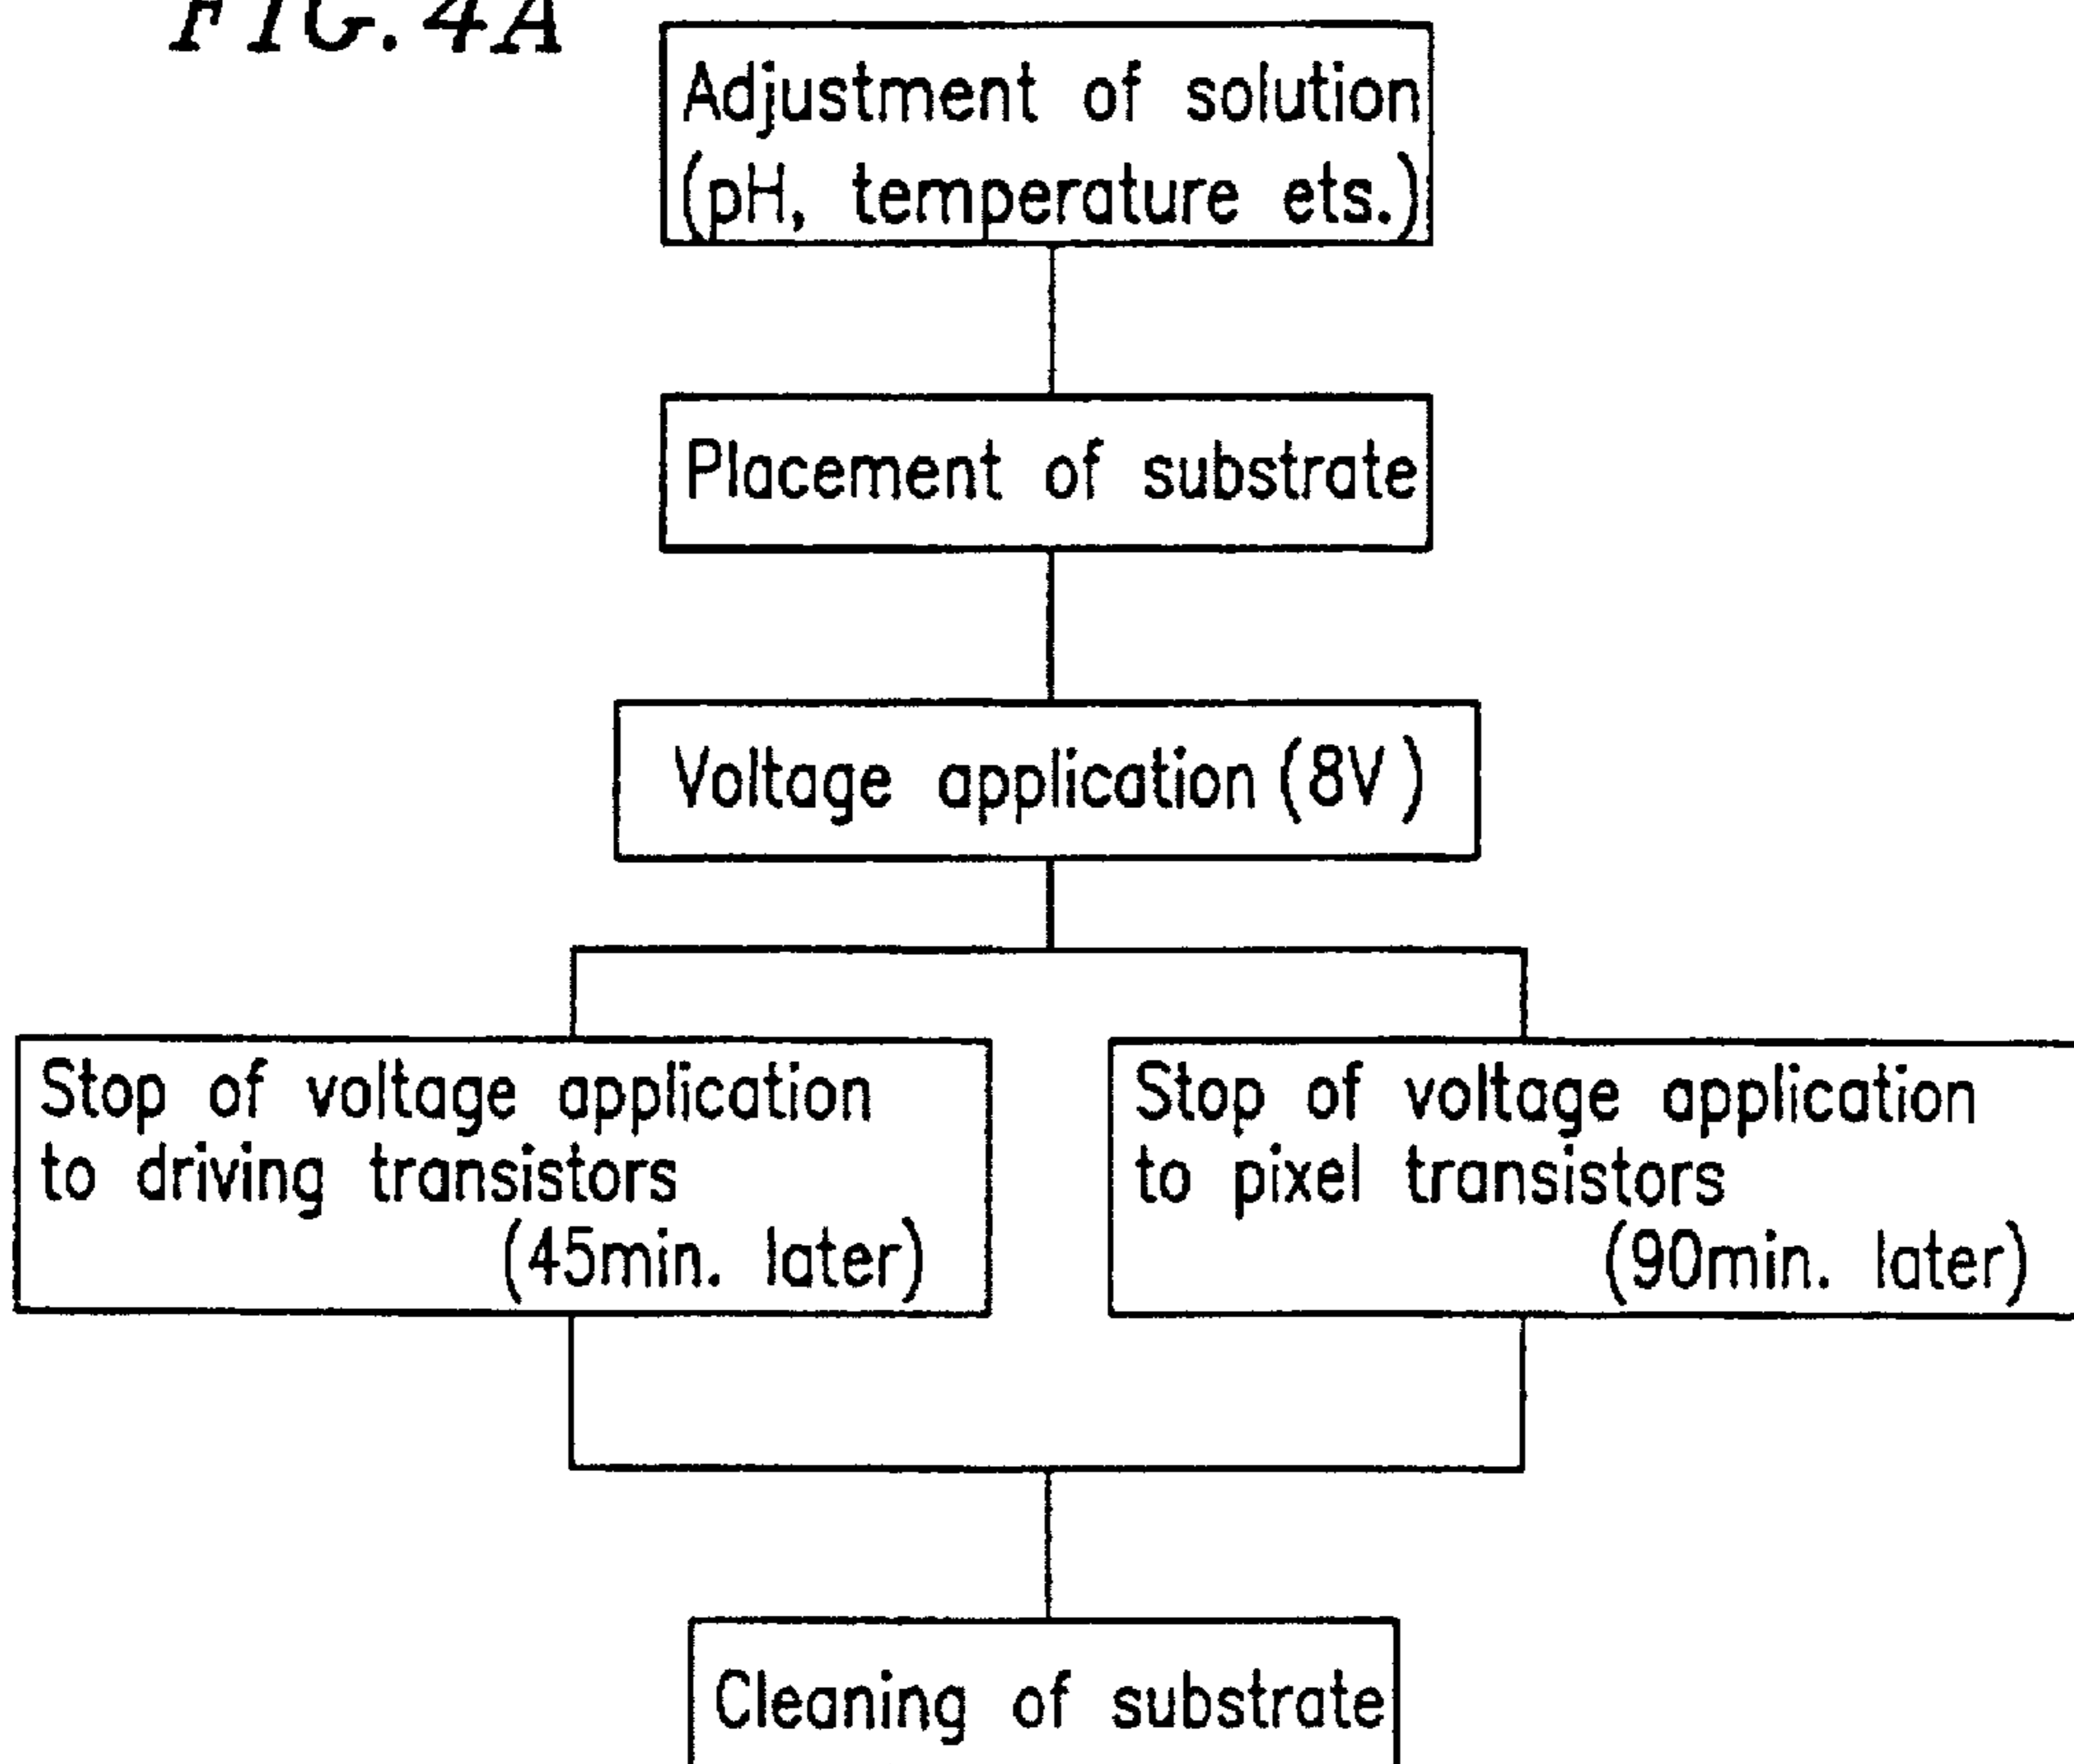 FIG. 4A
Adjustment of solution
(pH, temperature ets.)
Placement of substrate
Voltage application (8V)
Stop of voltage application
to driving transistors
(45min. later)
Stop of voltage application
to pixel transistors
(90min. later)
Cleaning of substrate